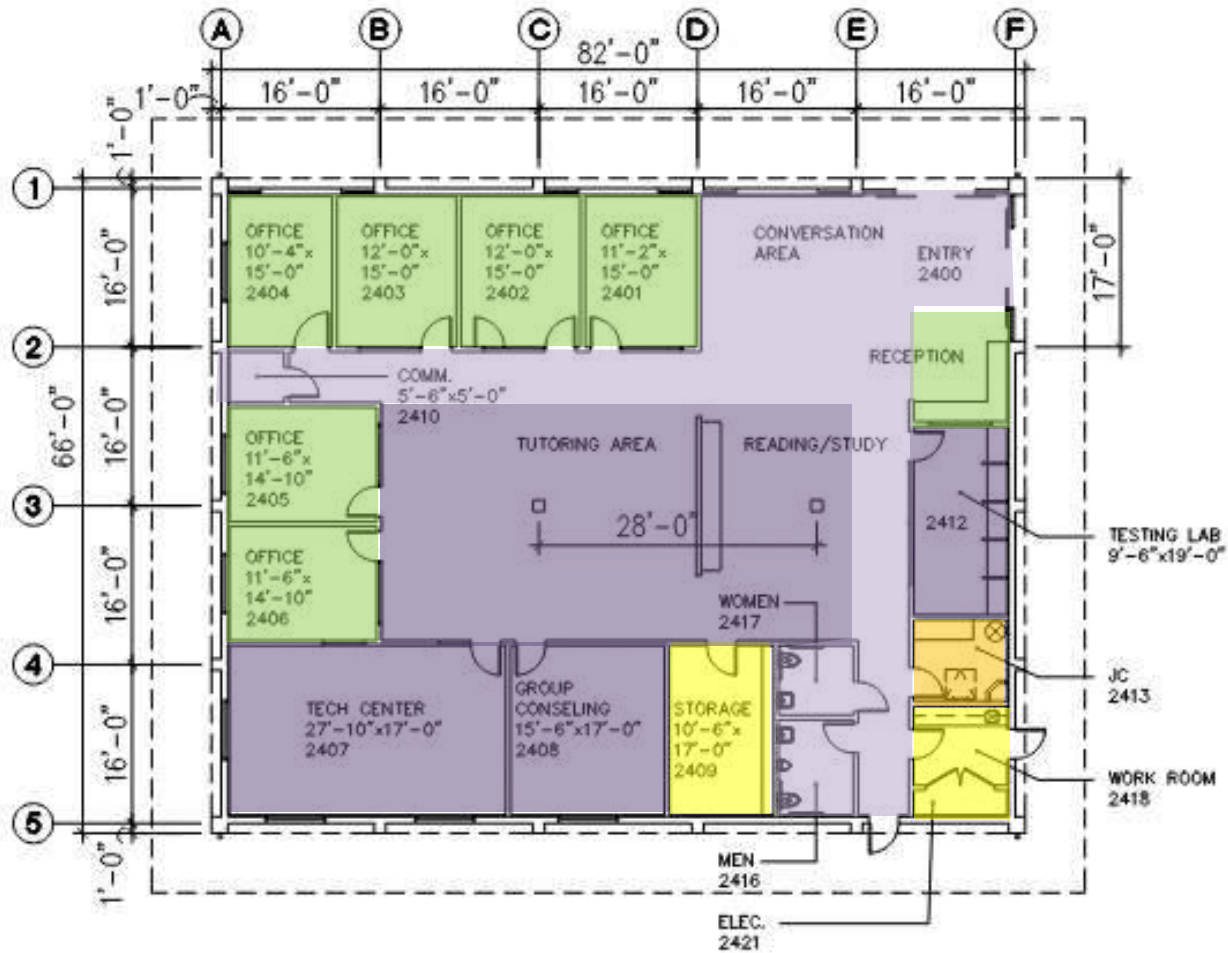 A B C D E F
82'-0"
16'-0" 16'-0" 16'-0" 16'-0" 16'-0"
1'-0"
1'-0"
1
2
3
4
5
66'-0"
16'-0"
16'-0"
16'-0"
16'-0"
1'-0"
17'-0"
OFFICE
10'-4"x
15'-0"
2404
OFFICE
12'-0"x
15'-0"
2403
OFFICE
12'-0"x
15'-0"
2402
OFFICE
11'-2"x
15'-0"
2401
CONVERSATION
AREA
ENTRY
2400
RECEPTION
COMM.
5'-6"x5'-0"
2410
OFFICE
11'-6"x
14'-10"
2405
TUTORING AREA
READING/STUDY
28'-0"
2412
TESTING LAB
9'-6"x19'-0"
OFFICE
11'-6"x
14'-10"
2406
WOMEN
2417
TECH CENTER
27'-10"x17'-0"
2407
GROUP
CONSELING
15'-6"x17'-0"
2408
STORAGE
10'-6"x
17'-0"
2409
JC
2413
WORK ROOM
2418
MEN
2416
ELEC.
2421